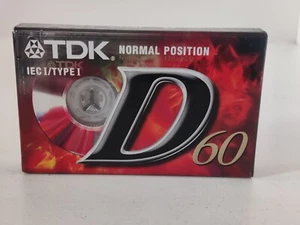 TDK NORMAL POSITION
IEC I/TYPE I
D 60